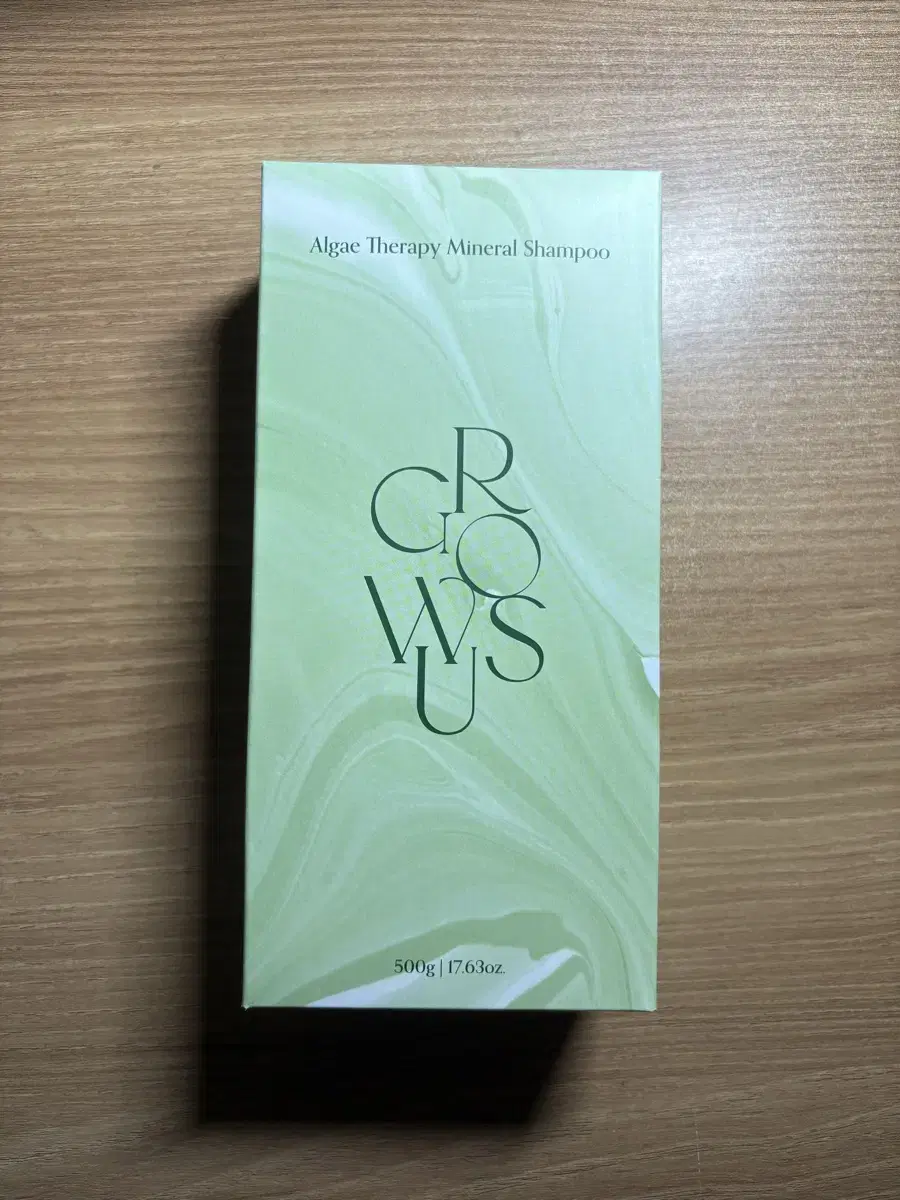 Algae Therapy Mineral Shampoo
GROWUS
500g | 17.63oz.